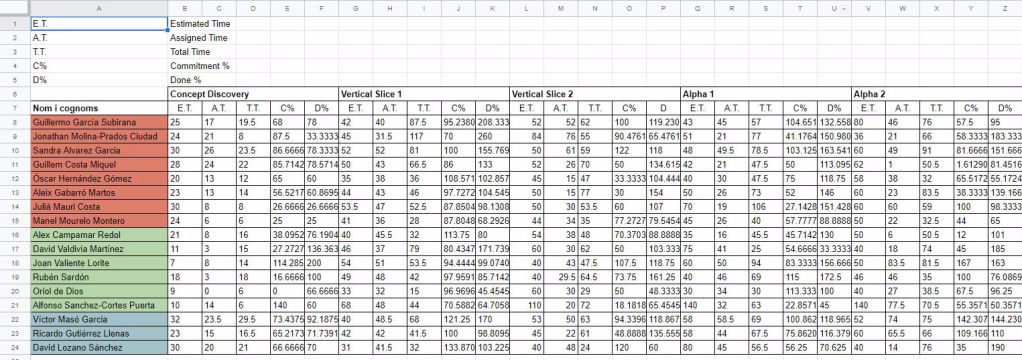 A B C D E F G H I J K L M N O P Q R S T U V W X Y Z
1 E.T. Estimated Time
2 A.T. Assigned Time
3 T.T. Total Time
4 C% Commitment %
5 D% Done %
6 Concept Discovery Vertical Slice 1 Vertical Slice 2 Alpha 1 Alpha 2
7 Nom i cognoms E.T. A.T. T.T. C% D% E.T. A.T. T.T. C% D% E.T. A.T. T.T. C% D E.T. A.T. T.T. C% D% E.T. A.T. T.T. C% D%
8 Guillermo García Subirana 25 17 19.5 68 78 42 40 87.5 95.2380 208.333 52 52 62 100 119.230 43 45 57 104.651 132.558 80 46 76 57.5 95
9 Jonathan Molina-Prados Ciudad 24 21 8 87.5 33.3333 45 31.5 117 70 260 84 76 55 90.4761 65.4761 51 21 77 41.1764 150.980 36 21 66 58.3333 183.333
10 Sandra Alvarez García 30 26 23.5 86.6666 78.3333 52 52 81 100 155.769 50 61 59 122 118 48 49.5 78.5 103.125 163.541 60 49 91 81.6666 151.666
11 Guillem Costa Miquel 28 24 22 85.7142 78.5714 50 43 66.5 86 133 52 26 70 50 134.615 42 21 47.5 50 113.095 62 1 50.5 1.61290 81.4516
12 Òscar Hernández Gómez 20 13 12 65 60 35 38 36 108.571 102.857 45 15 47 33.3333 104.444 40 30 47.5 75 118.75 58 38 32 65.5172 55.1724
13 Aleix Gabarró Martos 23 13 14 56.5217 60.8695 44 43 46 97.7272 104.545 50 15 77 30 154 50 26 73 52 146 60 23 83.5 38.3333 139.166
14 Julià Mauri Costa 30 8 8 26.6666 26.6666 53.5 47 52.5 87.8504 98.1308 50 30 53.5 60 107 70 19 106 27.1428 151.428 60 60 59 100 98.3333
15 Manel Mourelo Montero 24 6 6 25 25 41 36 28 87.8048 68.2926 44 34 35 77.2727 79.5454 45 26 40 57.7777 88.8888 50 22 32.5 44 65
16 Alex Campamar Redol 21 8 16 38.0952 76.1904 40 45.5 32 113.75 80 54 38 48 70.3703 88.8888 35 16 45.5 45.7142 130 50 6 50.5 12 101
17 David Valdivia Martínez 11 3 15 27.2727 136.363 46 37 79 80.4347 171.739 60 30 62 50 103.333 75 41 25 54.6666 33.3333 40 18 74 45 185
18 Joan Valiente Lorite 7 8 14 114.285 200 54 51 53.5 94.4444 99.0740 40 43 47.5 107.5 118.75 60 50 94 83.3333 156.666 50 83.5 81.5 167 163
19 Rubén Sardón 18 3 18 16.6666 100 49 48 42 97.9591 85.7142 40 29.5 64.5 73.75 161.25 40 46 69 115 172.5 46 46 35 100 76.0869
20 Oriol de Dios 9 0 6 0 66.6666 33 32 15 96.9696 45.4545 60 30 29 50 48.3333 30 34 30 113.333 100 40 27 38.5 67.5 96.25
21 Alfonso Sanchez-Cortes Puerta 10 14 6 140 60 68 48 44 70.5882 64.7058 110 20 72 18.1818 65.4545 140 32 63 22.8571 45 140 77.5 70.5 55.3571 50.3571
22 Victor Masó Garcia 32 23.5 29.5 73.4375 92.1875 40 48.5 68 121.25 170 53 50 63 94.3396 118.867 58 58.5 69 100.862 118.965 52 74 75 142.307 144.230
23 Ricardo Gutiérrez Llenas 23 15 16.5 65.2173 71.7391 42 42 41.5 100 98.8095 45 22 61 48.8888 135.555 58 44 67.5 75.8620 116.379 60 65.5 66 109.166 110
24 David Lozano Sánchez 30 20 21 66.6666 70 31 41.5 32 133.870 103.225 40 48 24 120 60 80 45 56.5 56.25 70.625 40 14 76 35 190